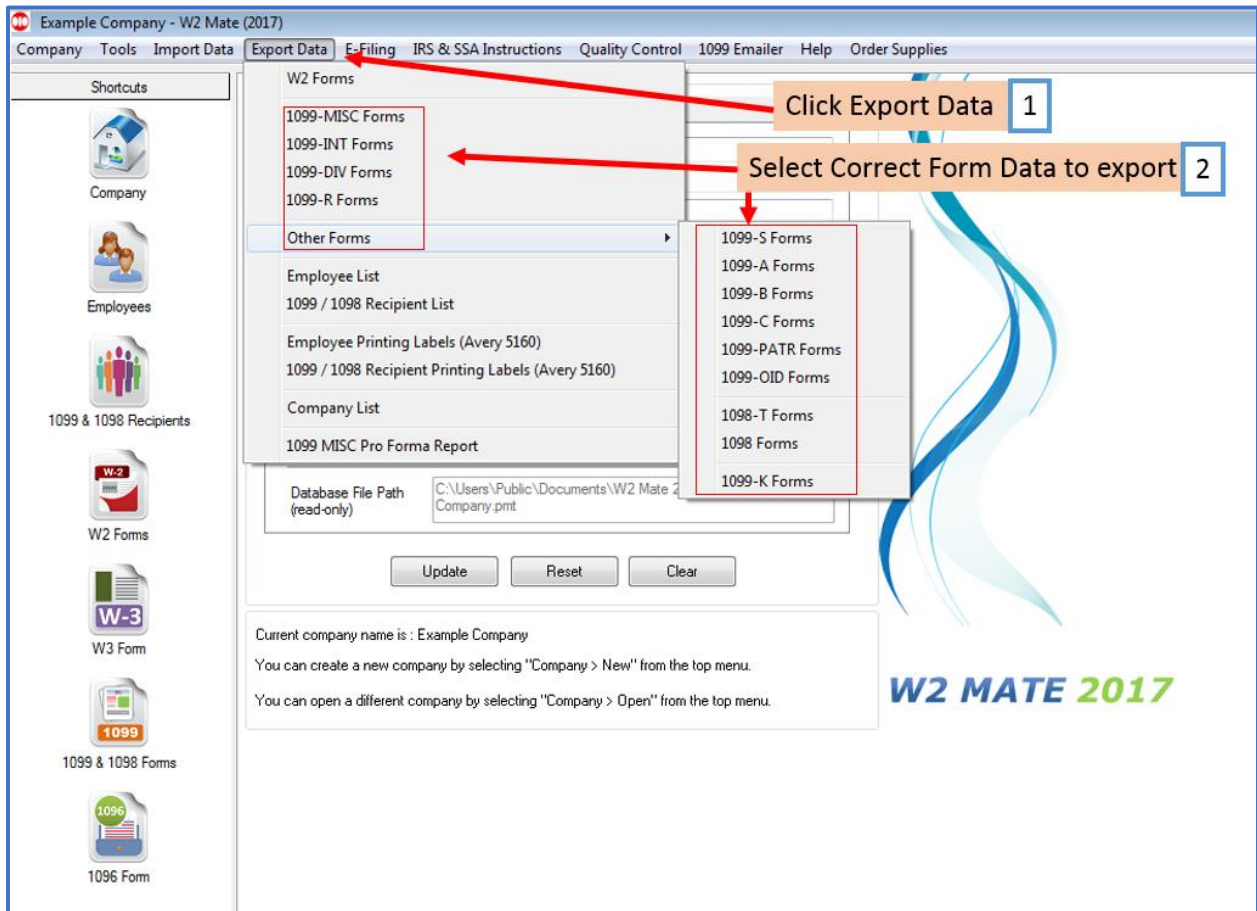 Example Company - W2 Mate (2017)
Company Tools Import Data Export Data E-Filing IRS & SSA Instructions Quality Control 1099 Emailer Help Order Supplies
Shortcuts
Company
Employees
1099 & 1098 Recipients
W-2
W2 Forms
W-3
W3 Form
1099
1099 & 1098 Forms
1096
1096 Form
W2 Forms
1099-MISC Forms
1099-INT Forms
1099-DIV Forms
1099-R Forms
Other Forms
Employee List
1099 / 1098 Recipient List
Employee Printing Labels (Avery 5160)
1099 / 1098 Recipient Printing Labels (Avery 5160)
Company List
1099 MISC Pro Forma Report
Click Export Data 1
Select Correct Form Data to export 2
1099-S Forms
1099-A Forms
1099-B Forms
1099-C Forms
1099-PATR Forms
1099-OID Forms
1098-T Forms
1098 Forms
1099-K Forms
Database File Path
(read-only)
C:\Users\Public\Documents\W2 Mate 2
Company.pmt
Update Reset Clear
Current company name is : Example Company
You can create a new company by selecting "Company > New" from the top menu.
You can open a different company by selecting "Company > Open" from the top menu.
W2 MATE 2017